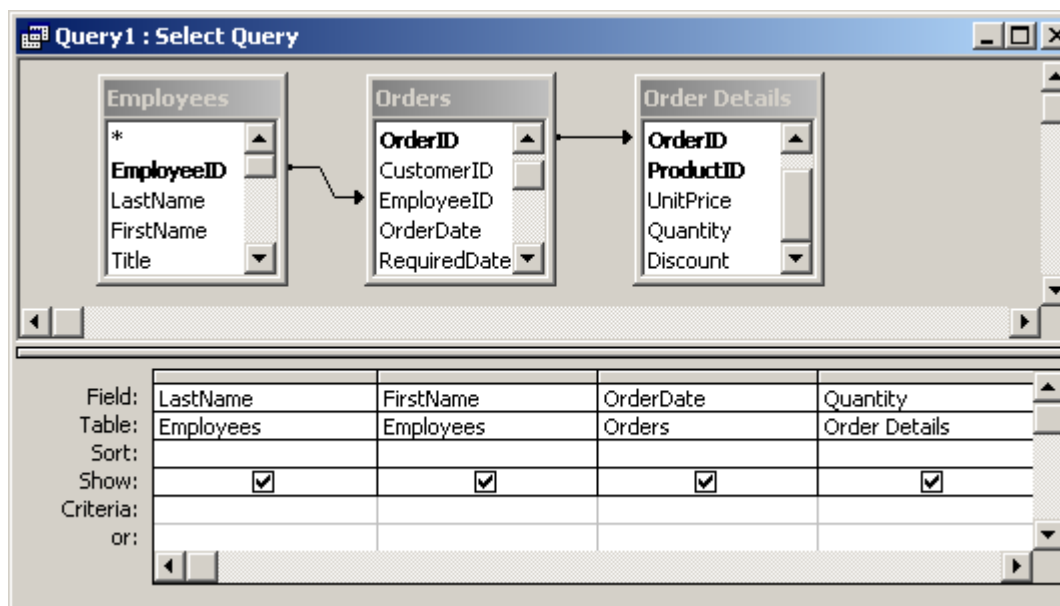 Query1 : Select Query
Employees
*
EmployeeID
LastName
FirstName
Title
Orders
OrderID
CustomerID
EmployeeID
OrderDate
RequiredDate
Order Details
OrderID
ProductID
UnitPrice
Quantity
Discount
Field: LastName FirstName OrderDate Quantity
Table: Employees Employees Orders Order Details
Sort:
Show:
Criteria:
or: